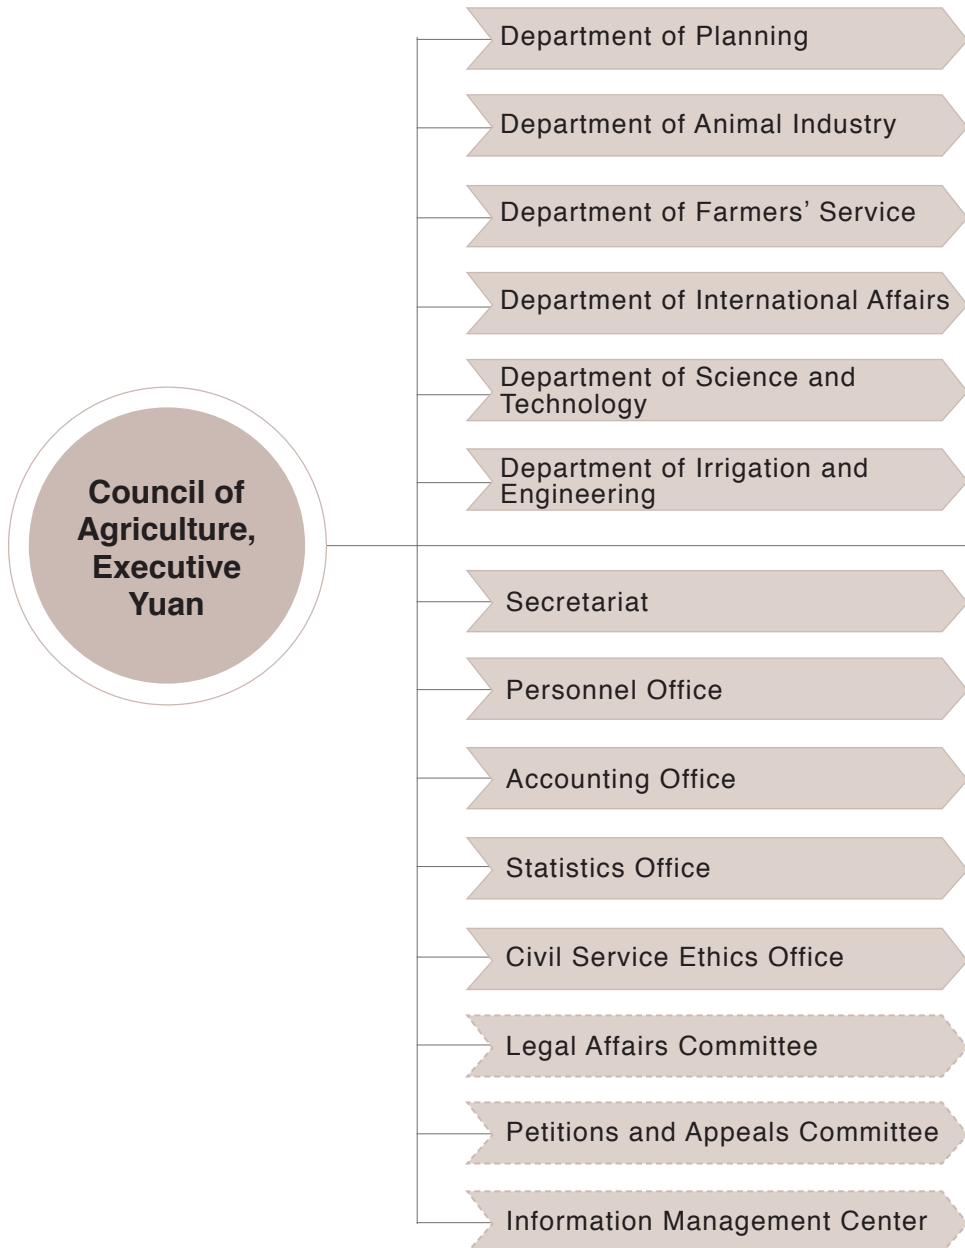 Department of Planning
Department of Animal Industry
Department of Farmers’ Service
Department of International Affairs
Department of Science and
Technology
Department of Irrigation and
Engineering
Council of
Agriculture,
Executive
Yuan
Secretariat
Personnel Office
Accounting Office
Statistics Office
Civil Service Ethics Office
Legal Affairs Committee
Petitions and Appeals Committee
Information Management Center